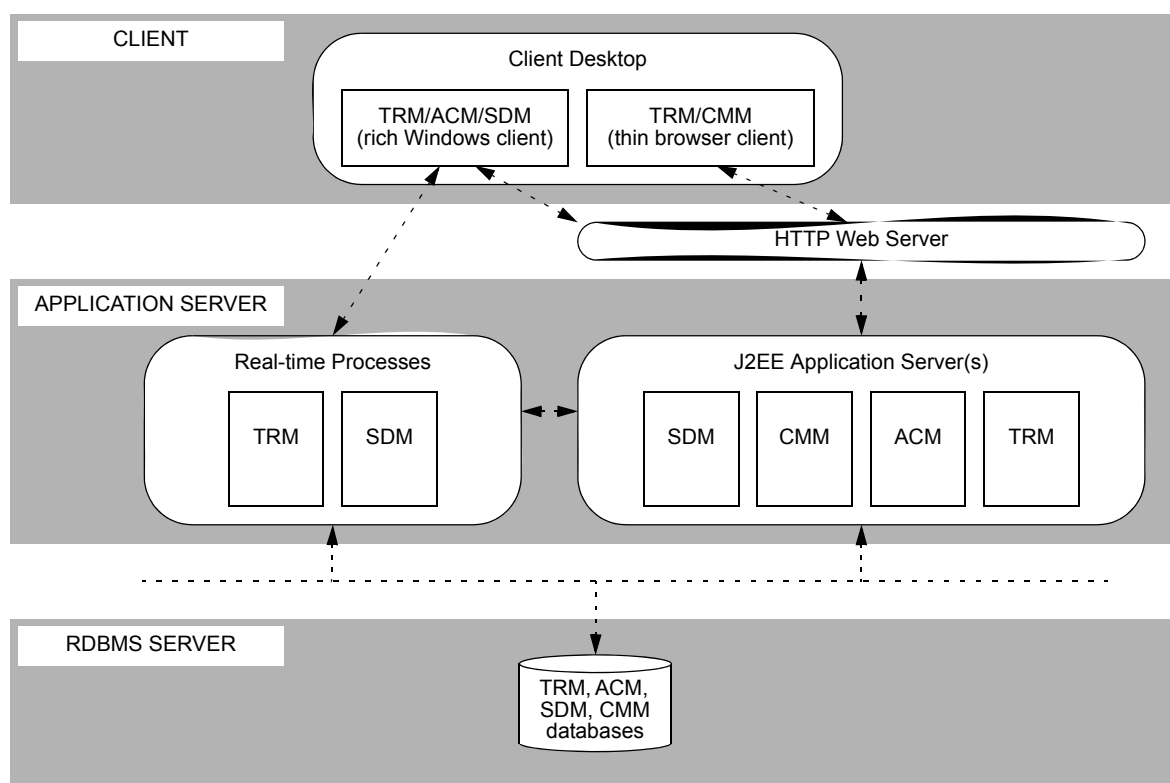 CLIENT
Client Desktop
TRM/ACM/SDM
(rich Windows client)
TRM/CMM
(thin browser client)
HTTP Web Server
APPLICATION SERVER
Real-time Processes
TRM
SDM
J2EE Application Server(s)
SDM
CMM
ACM
TRM
RDBMS SERVER
TRM, ACM,
SDM, CMM
databases